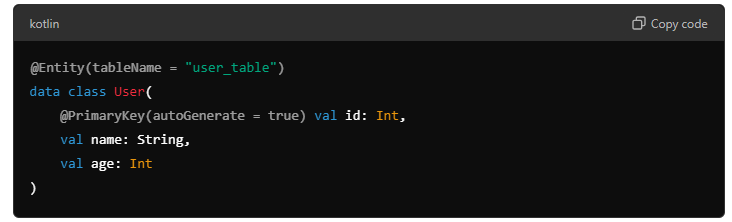 kotlin
Copy code
@Entity(tableName = "user_table")
data class User(
    @PrimaryKey(autoGenerate = true) val id: Int,
    val name: String,
    val age: Int
)